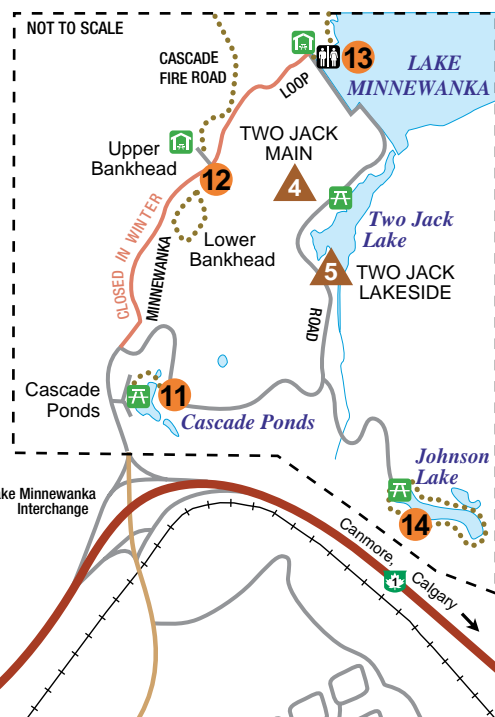 NOT TO SCALE
CASCADE
FIRE ROAD
13
LAKE
MINNEWANKA
LOOP
TWO JACK
MAIN
Upper
Bankhead
4
12
CLOSED IN WINTER
MINNEWANKA
Lower
Bankhead
Two Jack
Lake
5
TWO JACK
LAKESIDE
ROAD
Cascade
Ponds
11
Cascade Ponds
Johnson
Lake
14
ake Minnewanka
Interchange
Canmore,
Calgary
1